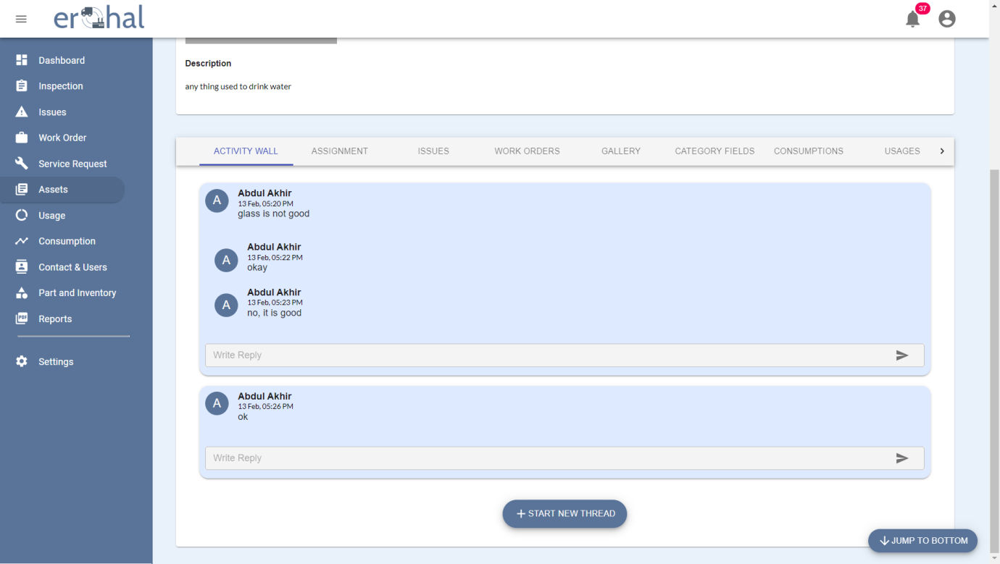 er hal
37
Dashboard
Inspection
Issues
Work Order
Service Request
Assets
Usage
Consumption
Contact & Users
Part and Inventory
PDF
Reports
Settings
Description
any thing used to drink water
ACTIVITY WALL ASSIGNMENT ISSUES WORK ORDERS GALLERY CATEGORY FIELDS CONSUMPTIONS USAGES
A
Abdul Akhir
13 Feb, 05:20 PM
glass is not good
A
Abdul Akhir
13 Feb, 05:22 PM
okay
A
Abdul Akhir
13 Feb, 05:23 PM
no, it is good
Write Reply
A
Abdul Akhir
13 Feb, 05:26 PM
ok
Write Reply
+ START NEW THREAD
JUMP TO BOTTOM